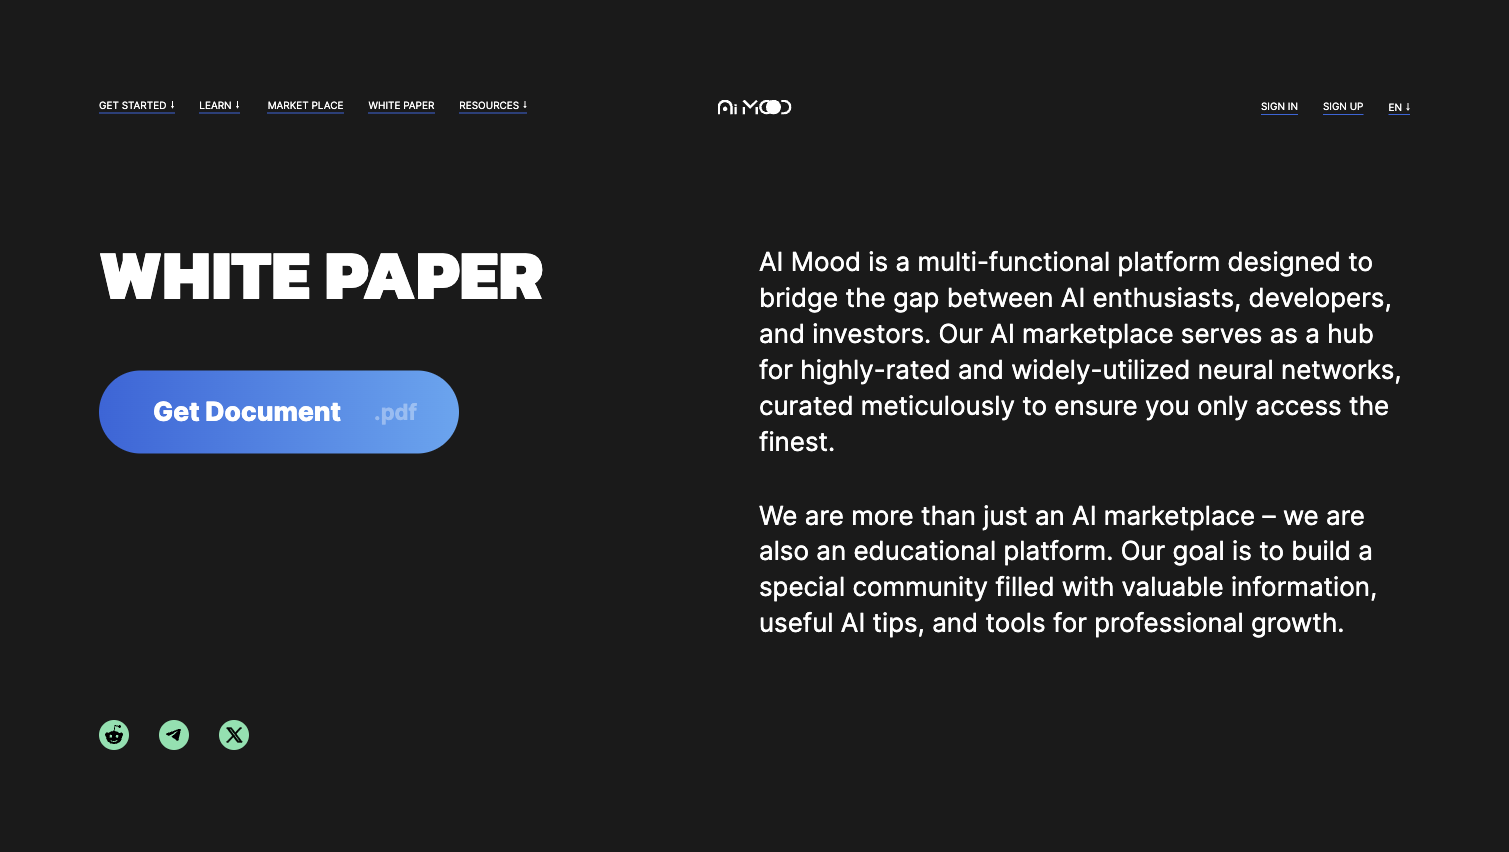 GET STARTED ↓
LEARN ↓
MARKET PLACE
WHITE PAPER
RESOURCES ↓
Ai MOOD
SIGN IN
SIGN UP
EN ↓
WHITE PAPER
Get Document .pdf
AI Mood is a multi-functional platform designed to
bridge the gap between AI enthusiasts, developers,
and investors. Our AI marketplace serves as a hub
for highly-rated and widely-utilized neural networks,
curated meticulously to ensure you only access the
finest.
We are more than just an AI marketplace – we are
also an educational platform. Our goal is to build a
special community filled with valuable information,
useful AI tips, and tools for professional growth.